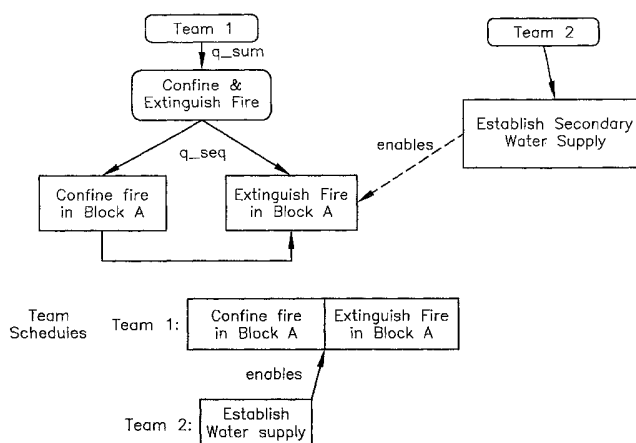 Team 1
Team 2
q_sum
Confine &
Extinguish Fire
Establish Secondary
Water Supply
enables
q_seq
Confine fire
in Block A
Extinguish Fire
in Block A
Team
Schedules
Team 1:
Confine fire
in Block A
Extinguish Fire
in Block A
enables
Team 2:
Establish
Water supply